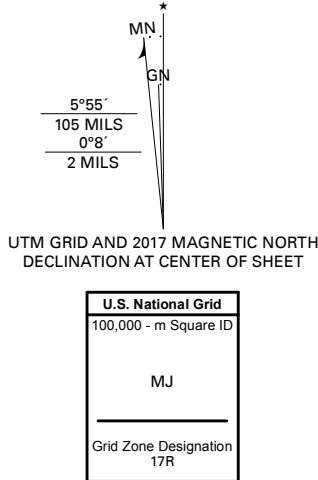 MN
GN
5°55´
105 MILS
0°8´
2 MILS
UTM GRID AND 2017 MAGNETIC NORTH
DECLINATION AT CENTER OF SHEET
U.S. National Grid
100,000 - m Square ID
MJ
Grid Zone Designation
17R